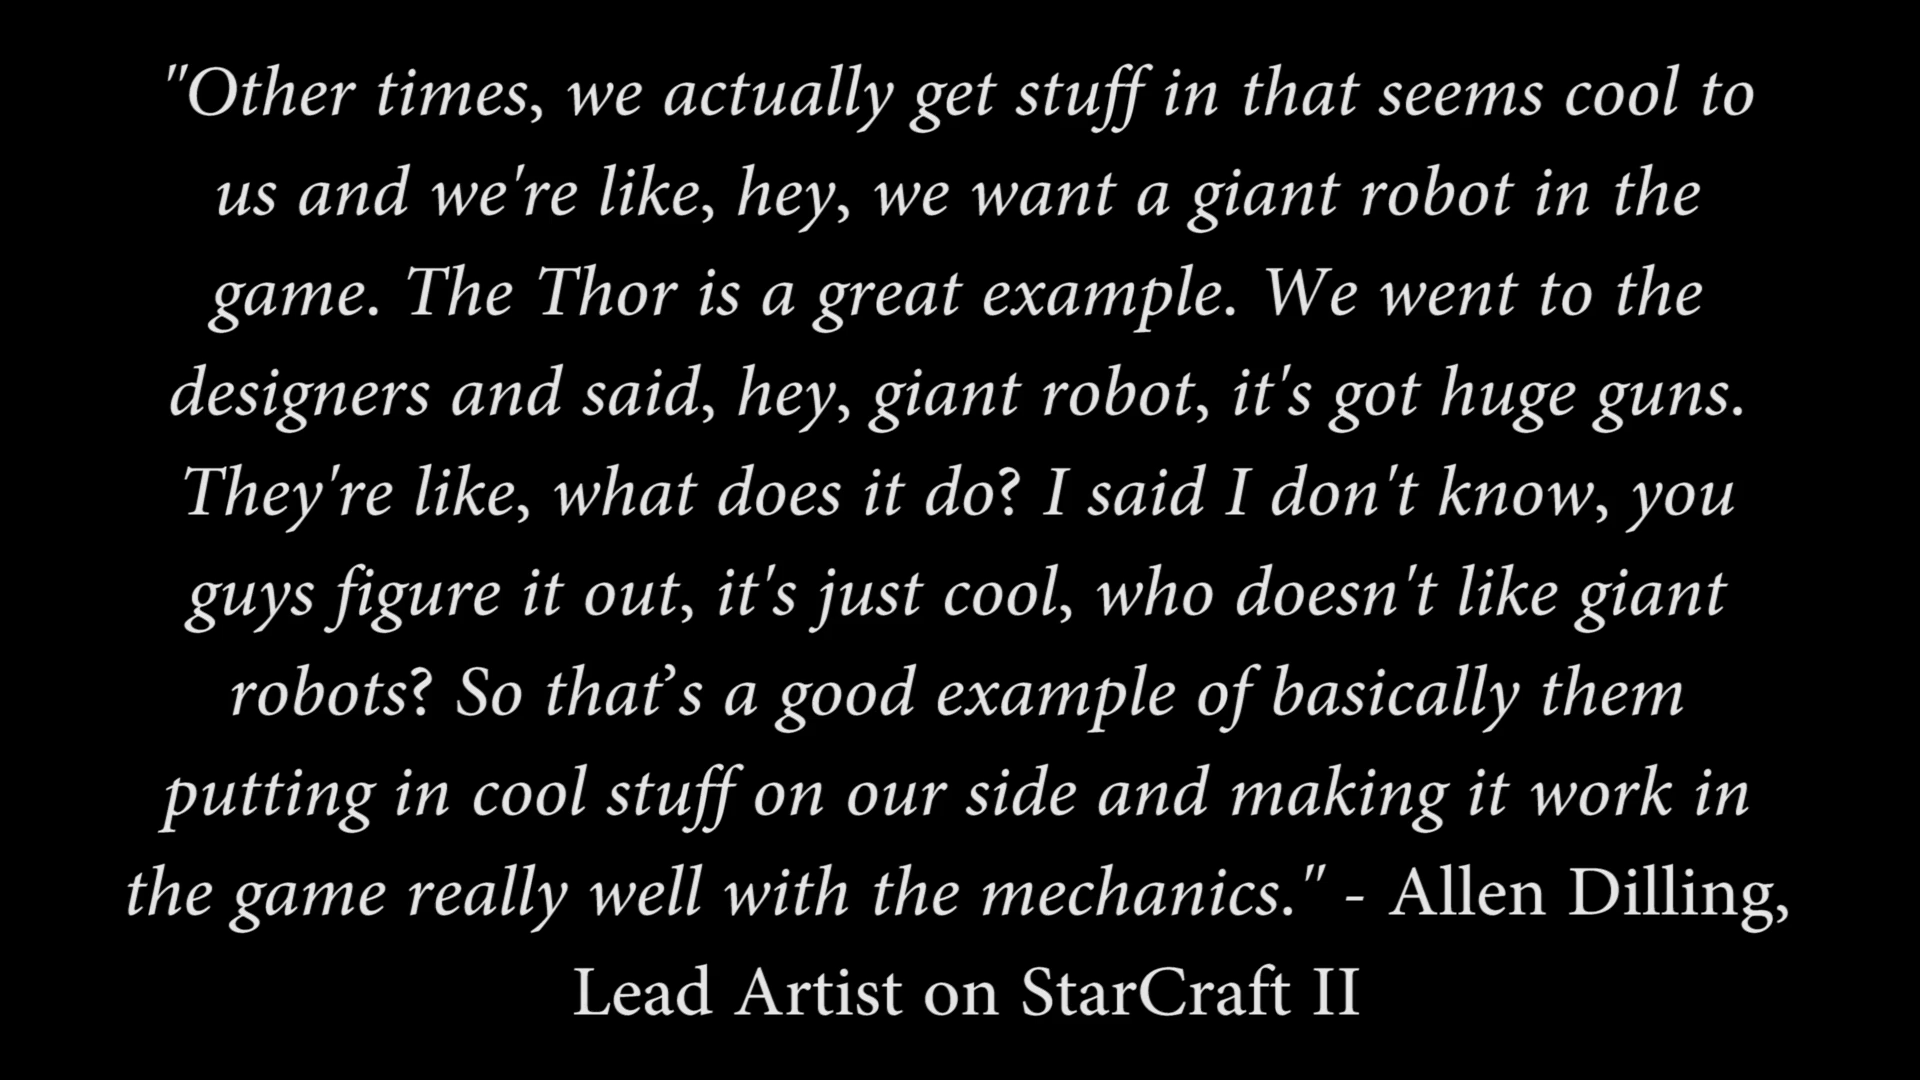 "Other times, we actually get stuff in that seems cool to
us and we're like, hey, we want a giant robot in the
game. The Thor is a great example. We went to the
designers and said, hey, giant robot, it's got huge guns.
They're like, what does it do? I said I don't know, you
guys figure it out, it's just cool, who doesn't like giant
robots? So that’s a good example of basically them
putting in cool stuff on our side and making it work in
the game really well with the mechanics." - Allen Dilling,
Lead Artist on StarCraft II